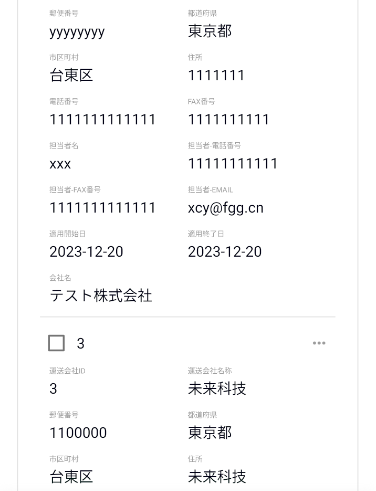 郵便番号 都道府県
yyyyyyyy 東京都
市区町村 住所
台東区 1111111
電話番号 FAX番号
1111111111111 1111111111
担当者名 担当者-電話番号
xxx 11111111111
担当者-FAX番号 担当者-EMAIL
1111111111111 xcy@fgg.cn
適用開始日 適用終了日
2023-12-20 2023-12-20
会社名
テスト株式会社
3
運送会社ID 運送会社名称
3 未来科技
郵便番号 都道府県
1100000 東京都
市区町村 住所
台東区 未来科技